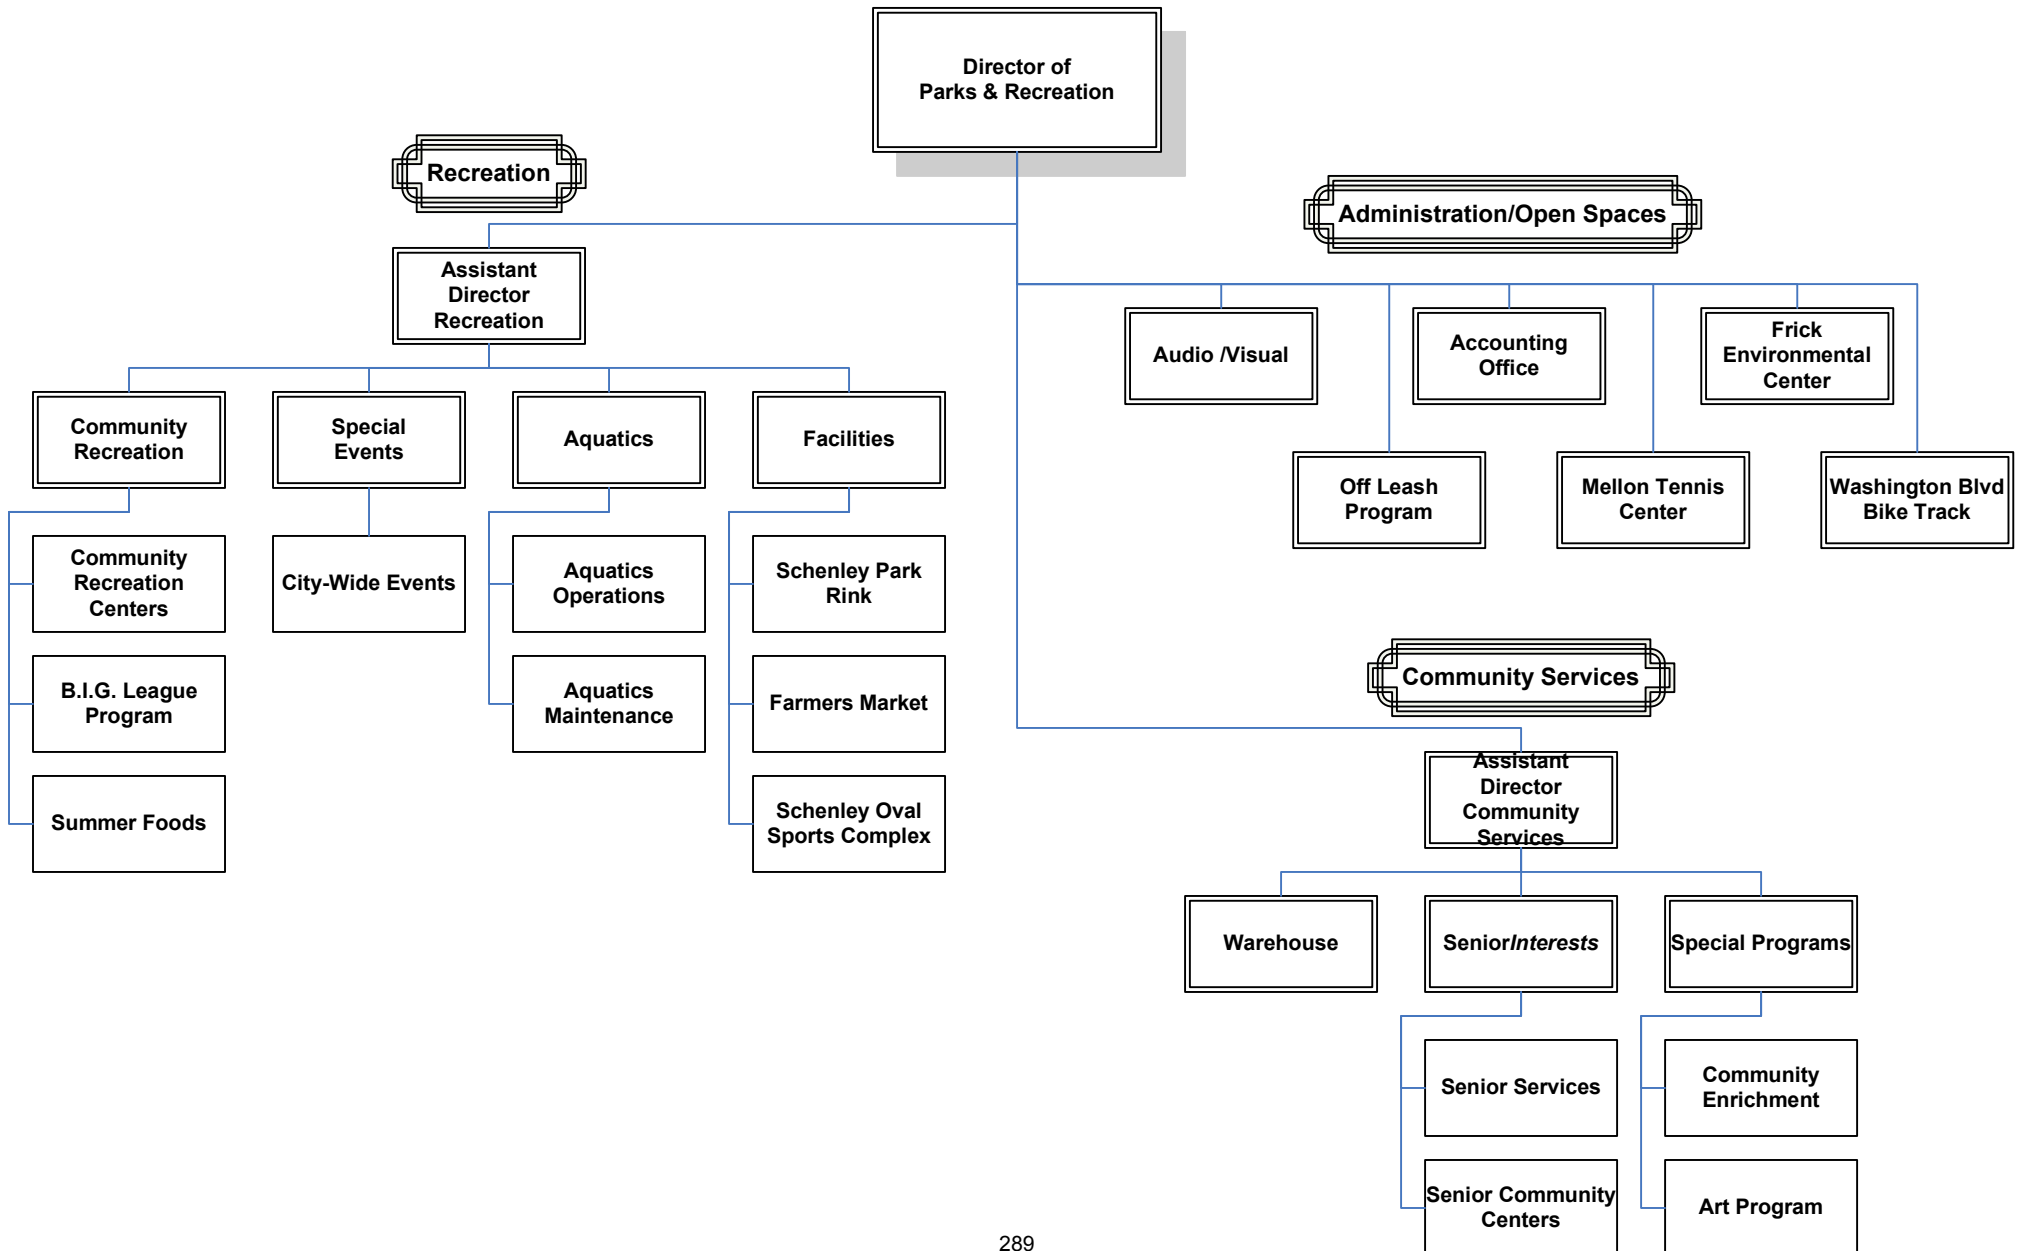 Director of
Parks & Recreation
Recreation
Administration/Open Spaces
Assistant
Director
Recreation
Audio /Visual
Accounting
Office
Frick
Environmental
Center
Community
Recreation
Special
Events
Aquatics
Facilities
Off Leash
Program
Mellon Tennis
Center
Washington Blvd
Bike Track
Community
Recreation
Centers
City-Wide Events
Aquatics
Operations
Schenley Park
Rink
B.I.G. League
Program
Aquatics
Maintenance
Farmers Market
Summer Foods
Schenley Oval
Sports Complex
Community Services
Assistant
Director
Community
Services
Warehouse
SeniorInterests
Special Programs
Senior Services
Community
Enrichment
Senior Community
Centers
Art Program
289